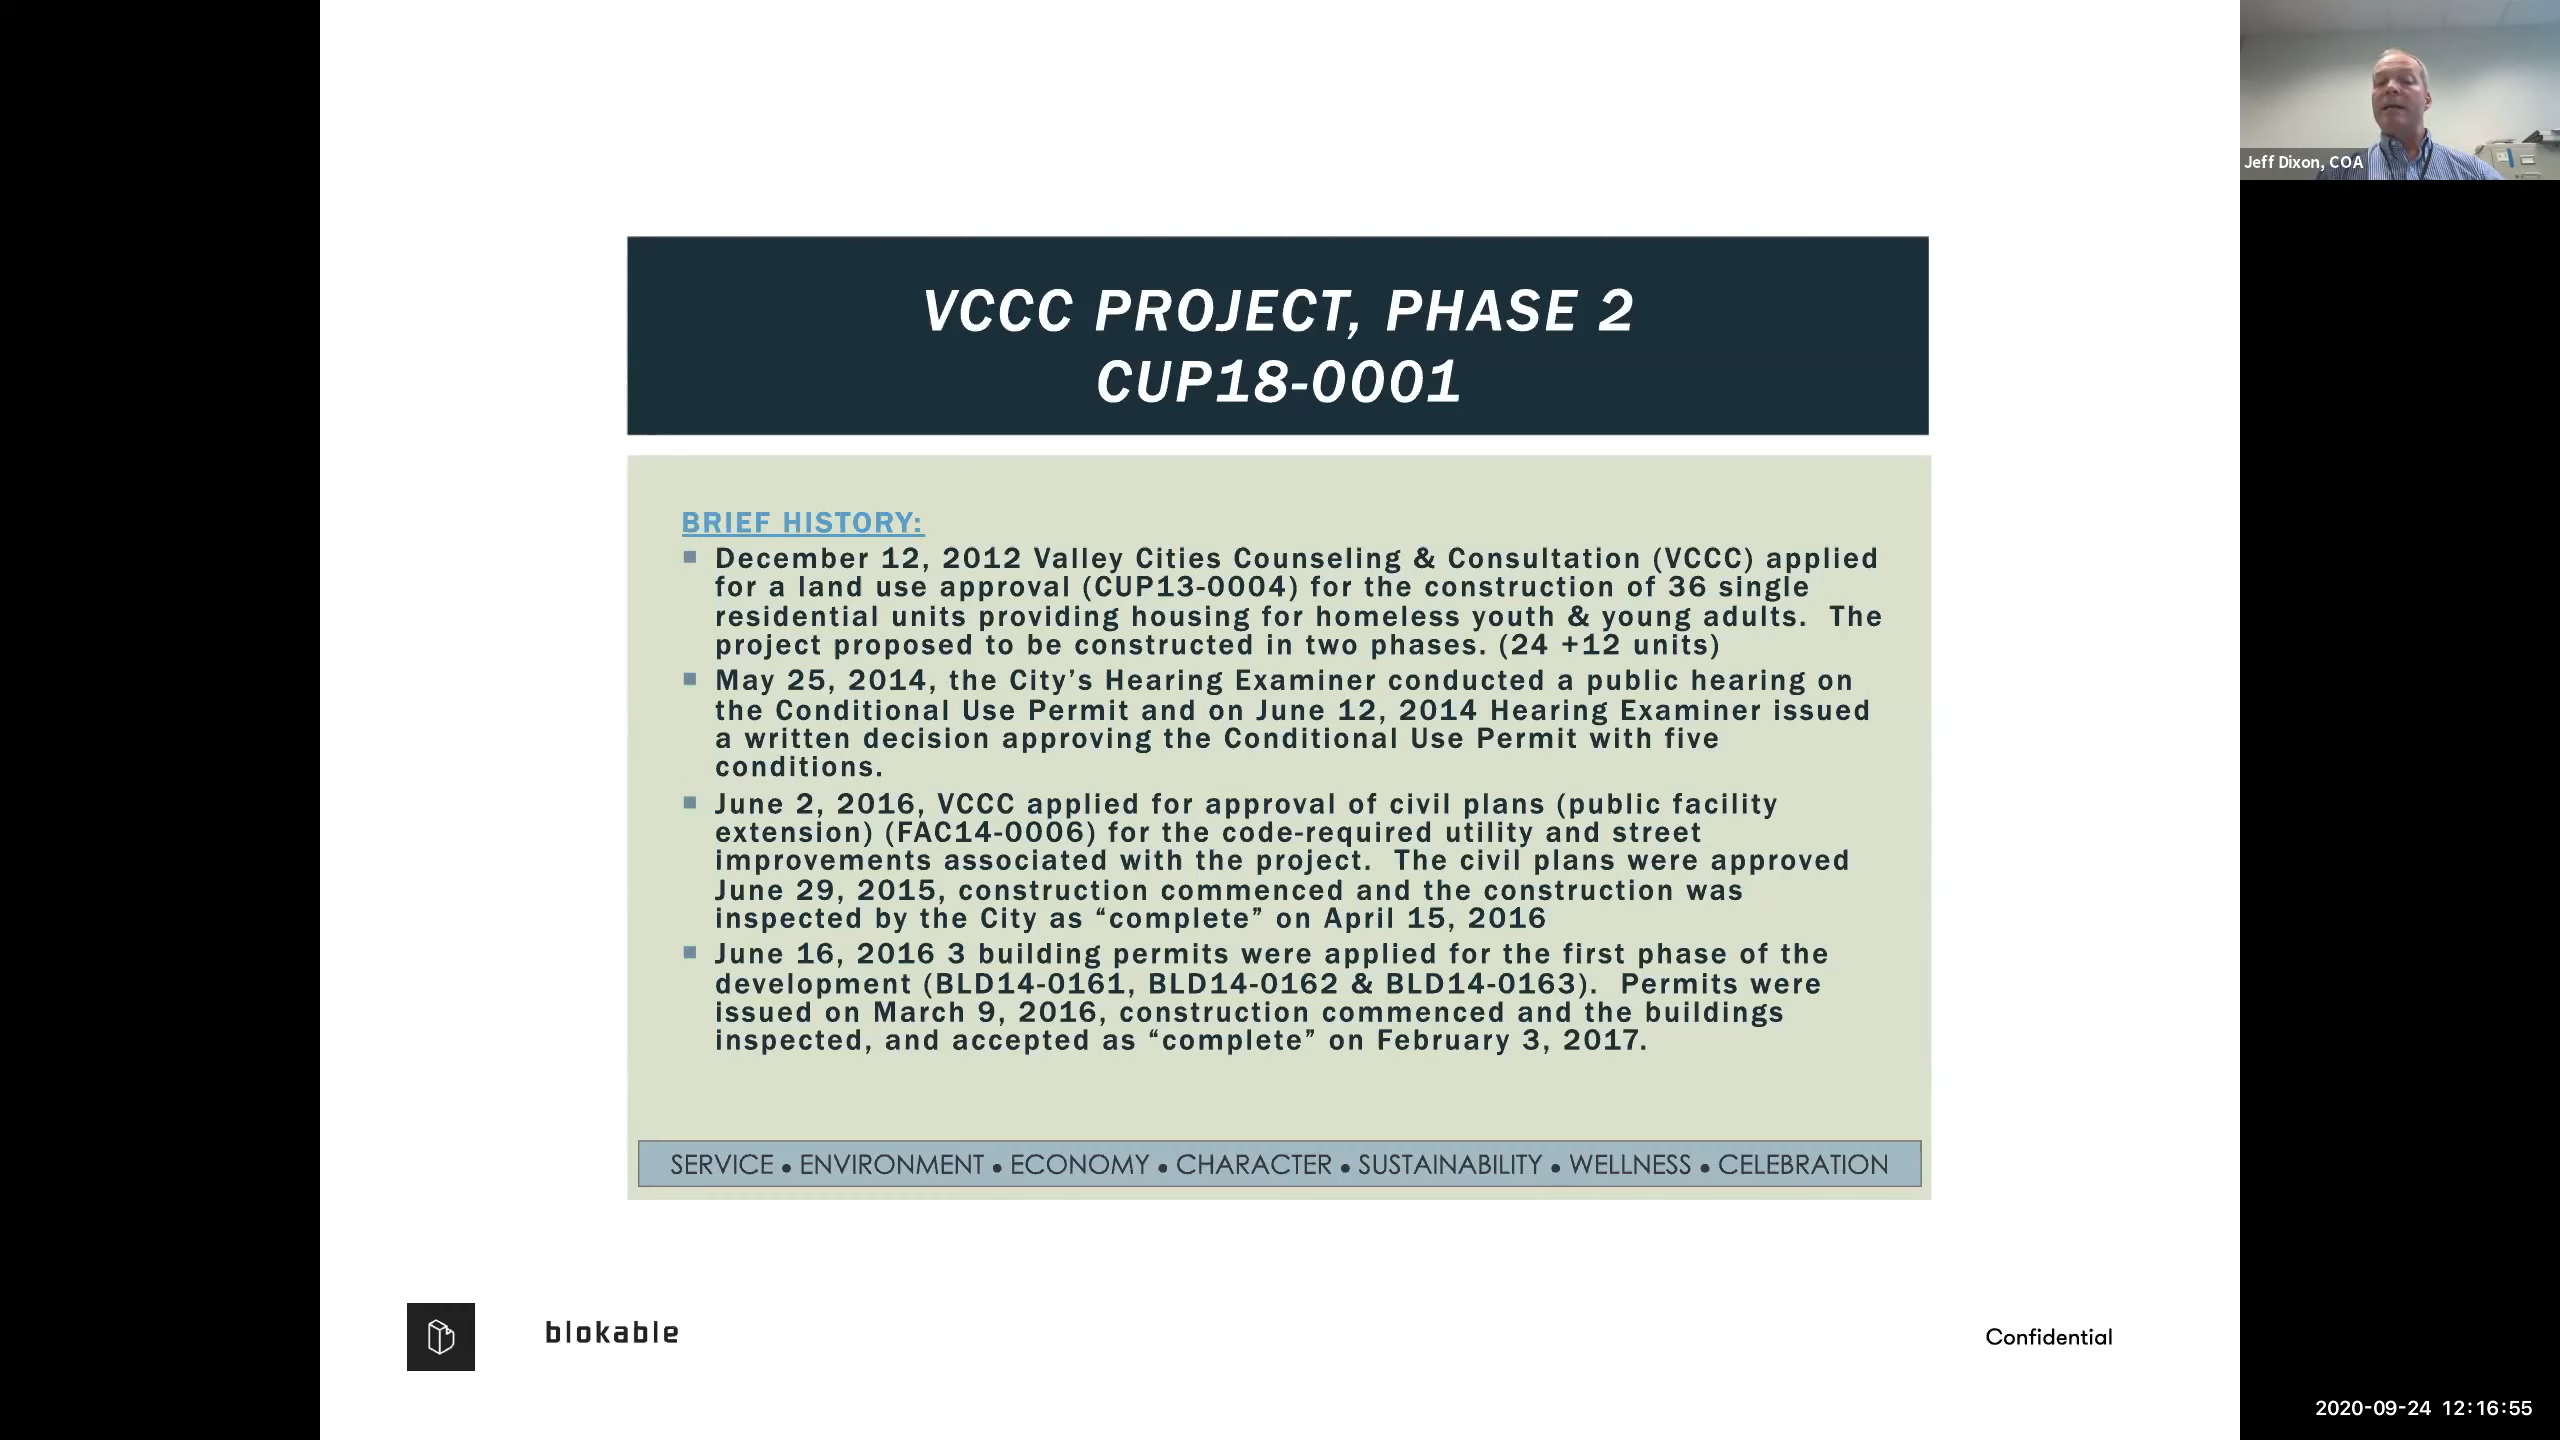 Jeff Dixon, COA
VCCC PROJECT, PHASE 2
CUP18-0001
BRIEF HISTORY:
December 12, 2012 Valley Cities Counseling & Consultation (VCCC) applied
for a land use approval (CUP13-0004) for the construction of 36 single
residential units providing housing for homeless youth & young adults. The
project proposed to be constructed in two phases. (24 +12 units)
May 25, 2014, the City’s Hearing Examiner conducted a public hearing on
the Conditional Use Permit and on June 12, 2014 Hearing Examiner issued
a written decision approving the Conditional Use Permit with five
conditions.
June 2, 2016, VCCC applied for approval of civil plans (public facility
extension) (FAC14-0006) for the code-required utility and street
improvements associated with the project. The civil plans were approved
June 29, 2015, construction commenced and the construction was
inspected by the City as “complete” on April 15, 2016
June 16, 2016 3 building permits were applied for the first phase of the
development (BLD14-0161, BLD14-0162 & BLD14-0163). Permits were
issued on March 9, 2016, construction commenced and the buildings
inspected, and accepted as “complete” on February 3, 2017.
SERVICE • ENVIRONMENT • ECONOMY • CHARACTER • SUSTAINABILITY • WELLNESS • CELEBRATION
blokable
Confidential
2020-09-24 12:16:55